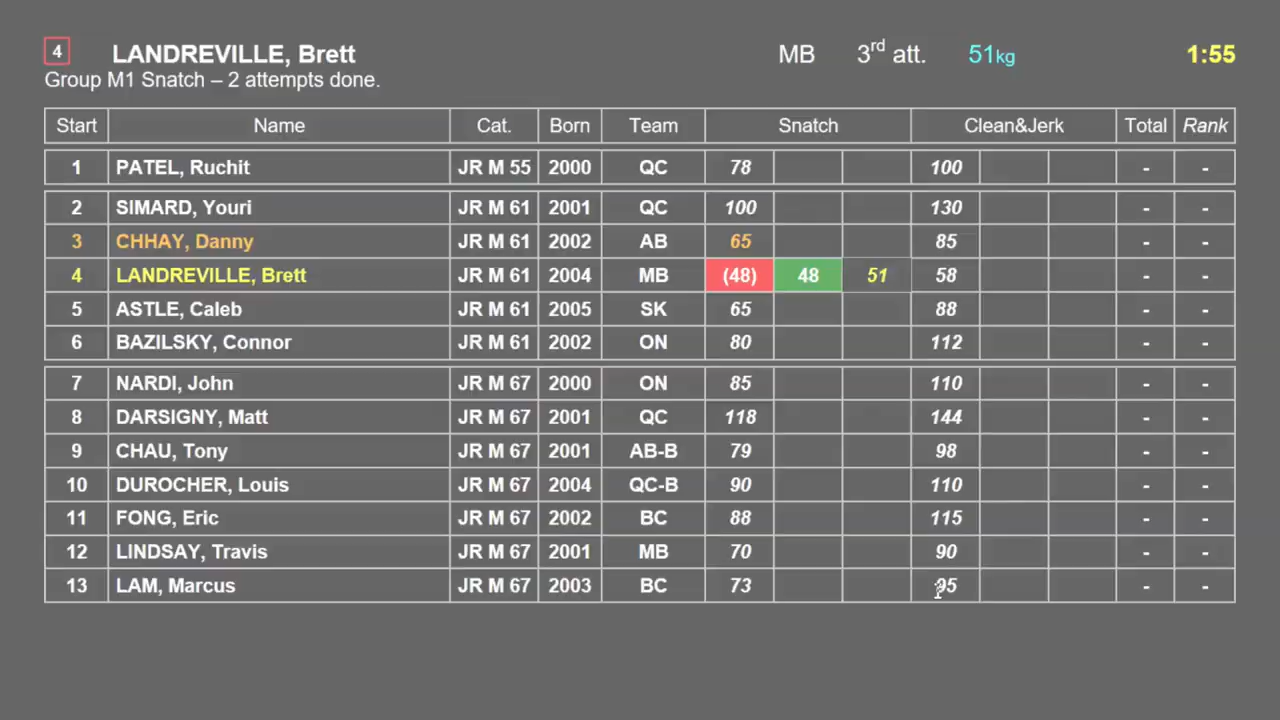 4 LANDREVILLE, Brett MB 3rd att. 51kg 1:55
Group M1 Snatch – 2 attempts done.
Start Name Cat. Born Team Snatch Clean&Jerk Total Rank
1 PATEL, Ruchit JR M 55 2000 QC 78 100 - -
2 SIMARD, Youri JR M 61 2001 QC 100 130 - -
3 CHHAY, Danny JR M 61 2002 AB 65 85 - -
4 LANDREVILLE, Brett JR M 61 2004 MB (48) 48 51 58 - -
5 ASTLE, Caleb JR M 61 2005 SK 65 88 - -
6 BAZILSKY, Connor JR M 61 2002 ON 80 112 - -
7 NARDI, John JR M 67 2000 ON 85 110 - -
8 DARSIGNY, Matt JR M 67 2001 QC 118 144 - -
9 CHAU, Tony JR M 67 2001 AB-B 79 98 - -
10 DUROCHER, Louis JR M 67 2004 QC-B 90 110 - -
11 FONG, Eric JR M 67 2002 BC 88 115 - -
12 LINDSAY, Travis JR M 67 2001 MB 70 90 - -
13 LAM, Marcus JR M 67 2003 BC 73 95 - -